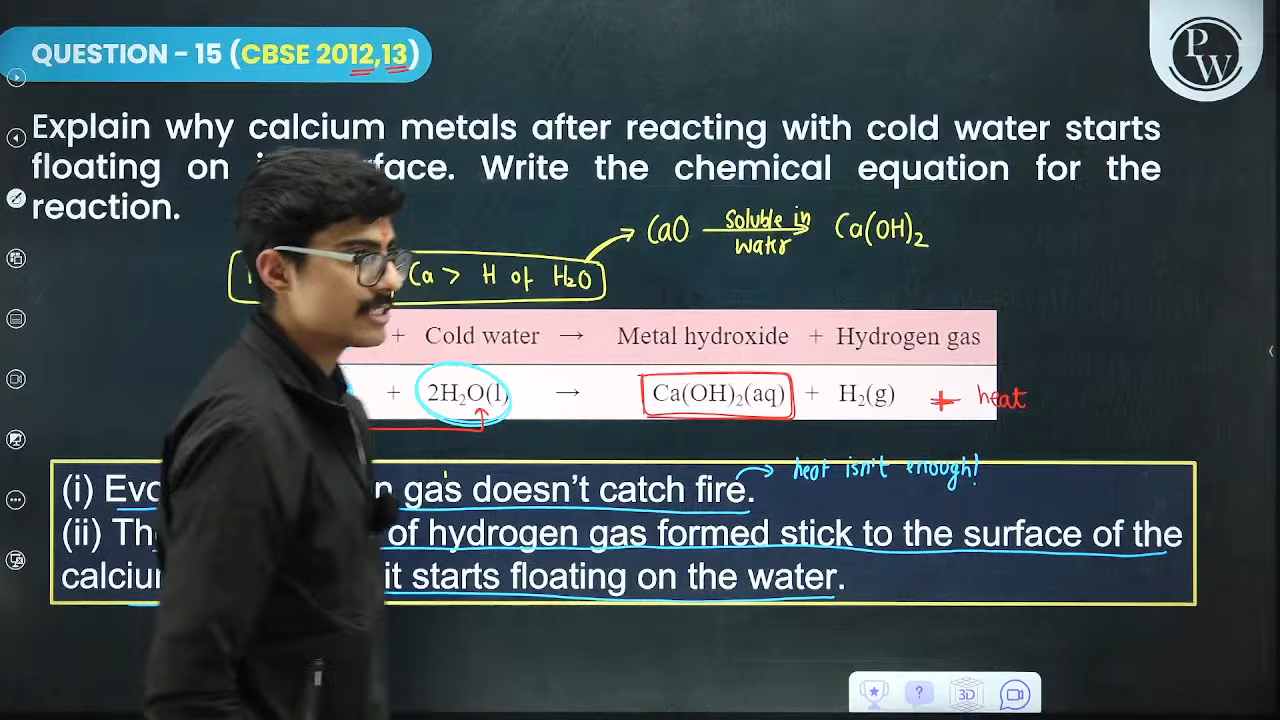 QUESTION - 15 (CBSE 2012,13)
PW
Explain why calcium metals after reacting with cold water starts
floating on face. Write the chemical equation for the
reaction.
CaO soluble in water → Ca(OH)2
Ca > H of H2O
+ Cold water → Metal hydroxide + Hydrogen gas
+ 2H₂O(l) → Ca(OH)₂(aq) + H₂(g) + heat
heat isn't enough!
(i) gas doesn't catch fire.
(ii) of hydrogen gas formed stick to the surface of the
it starts floating on the water.
3D